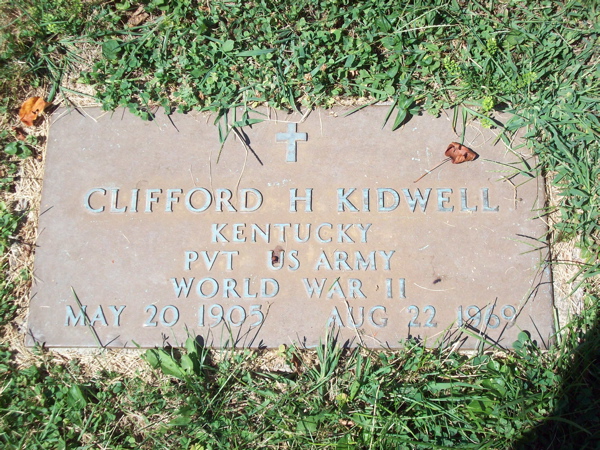 CLIFFORD H KIDWELL
KENTUCKY
PVT US ARMY
WORLD WAR II
MAY 20 1905 AUG 22 1969